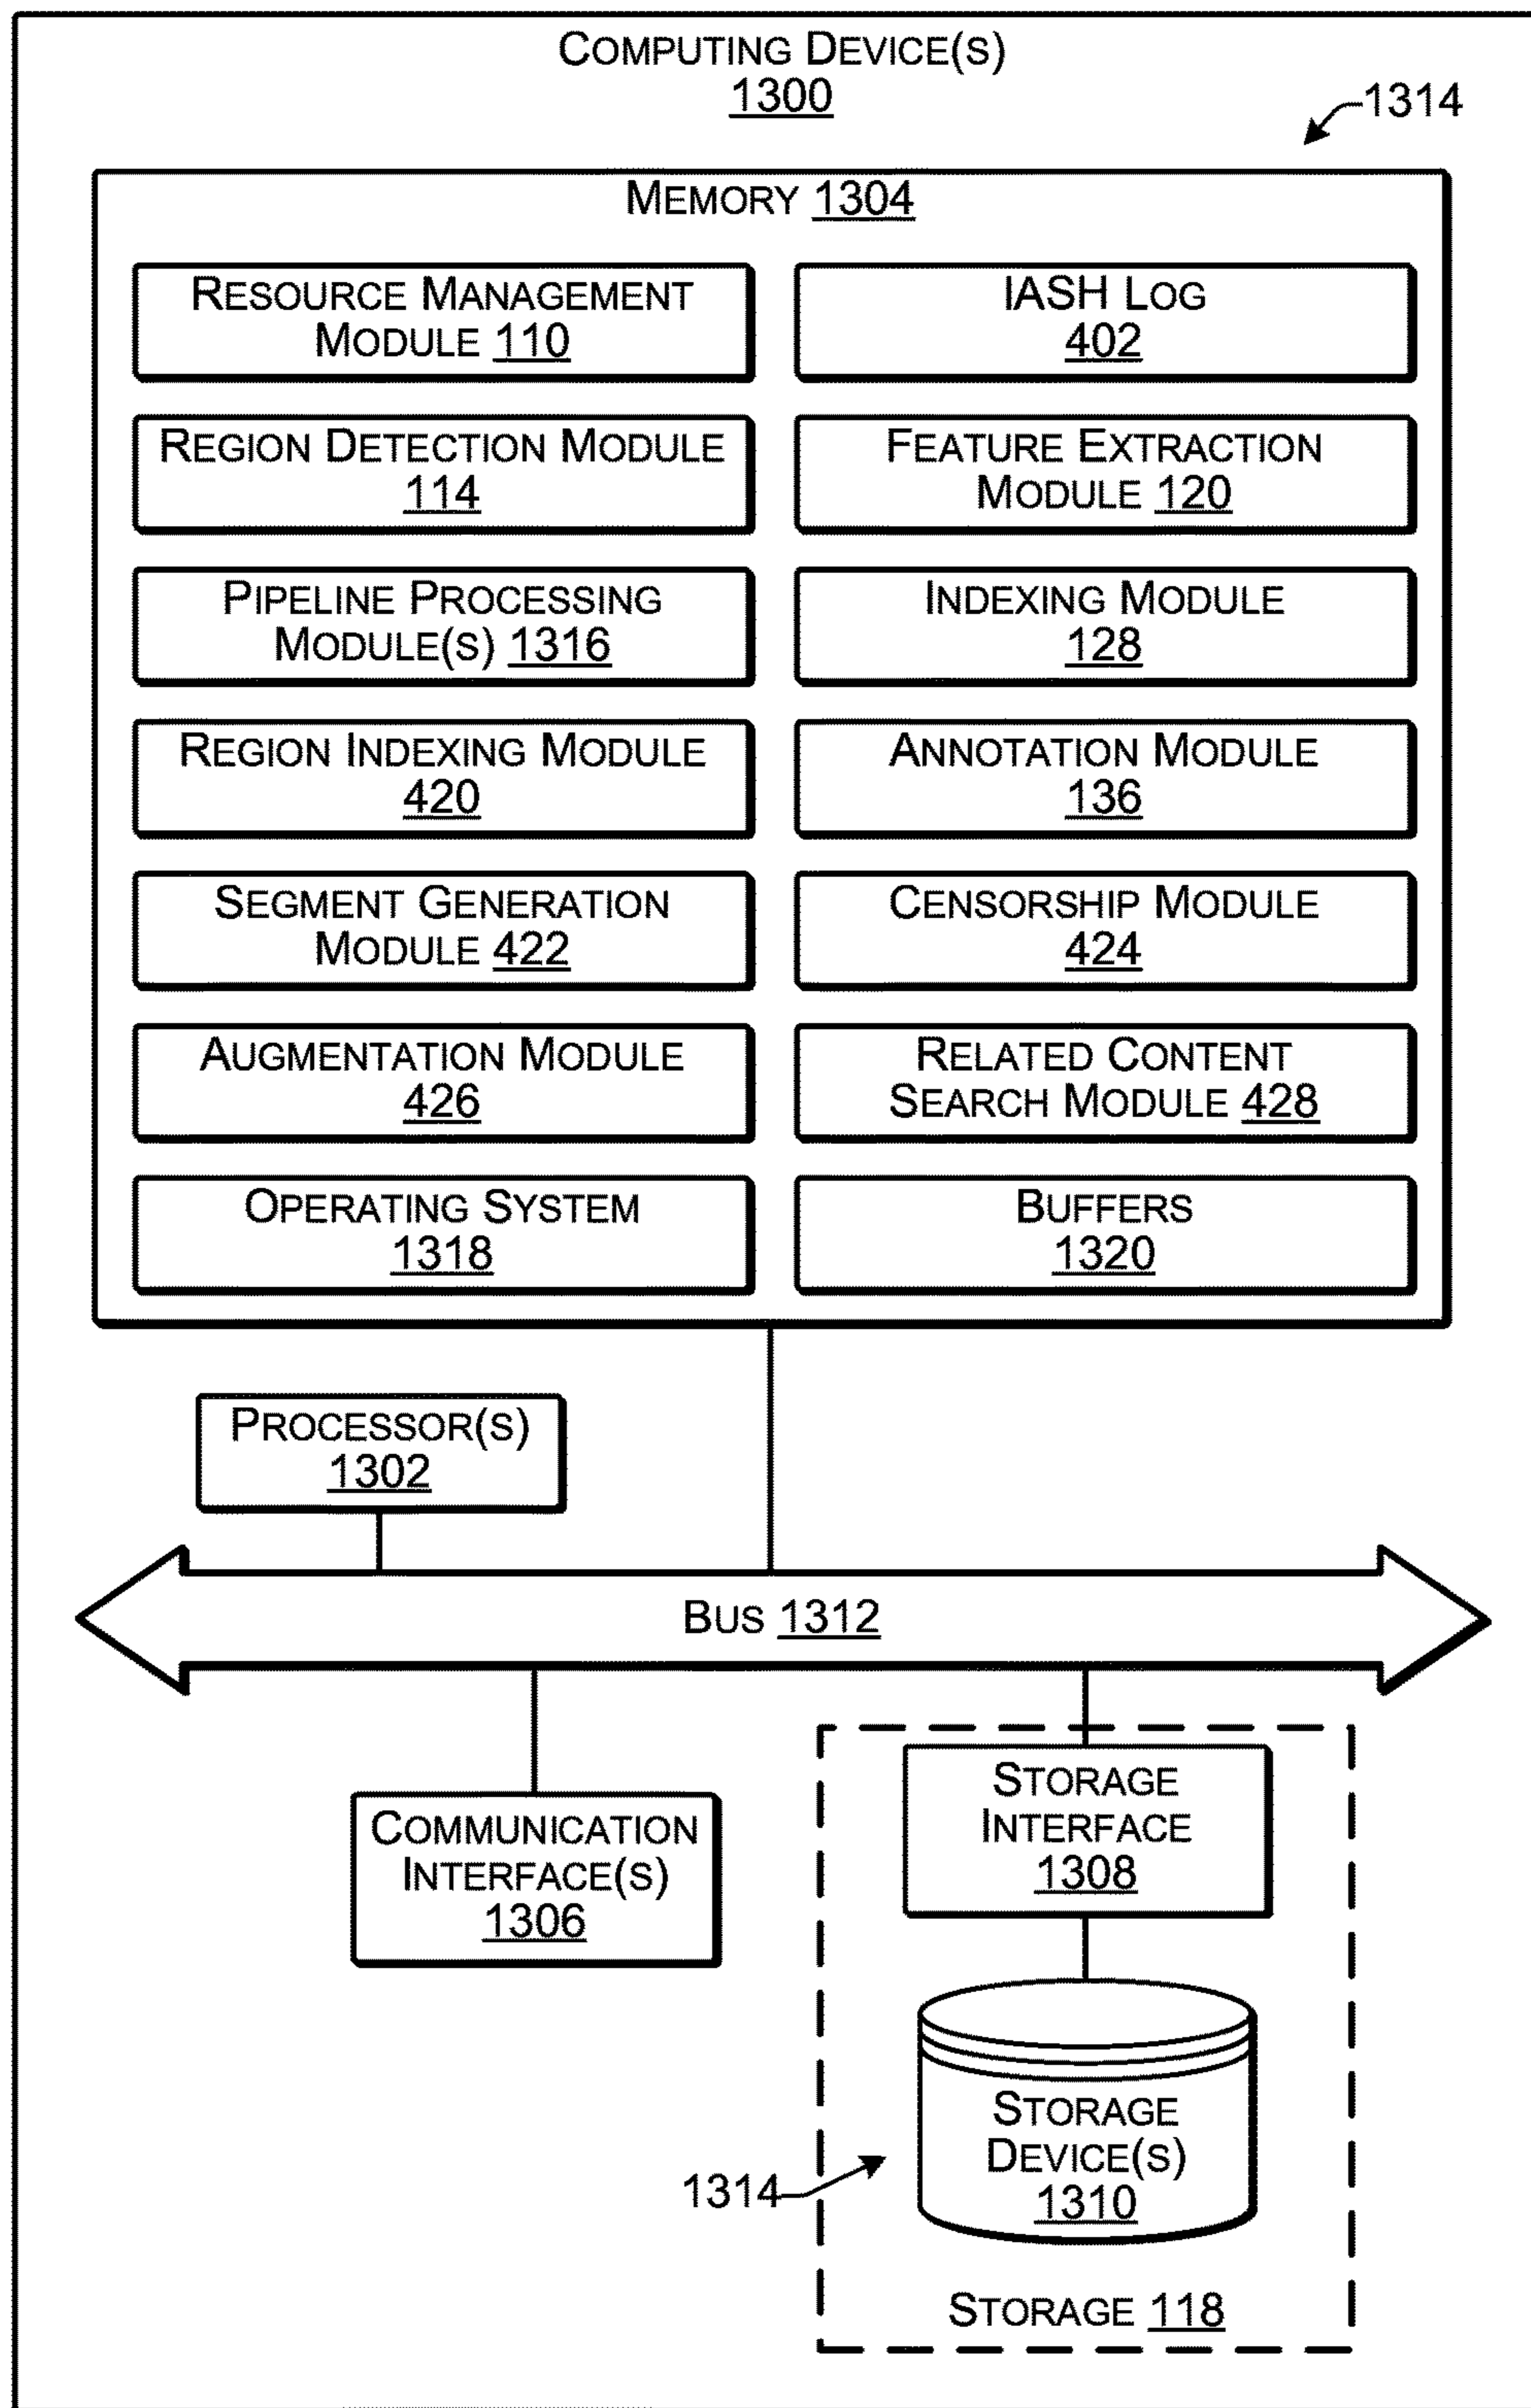 COMPUTING DEVICE(S)
1300
1314
MEMORY 1304
RESOURCE MANAGEMENT
MODULE 110
IASH LOG
402
REGION DETECTION MODULE
114
FEATURE EXTRACTION
MODULE 120
PIPELINE PROCESSING
MODULE(S) 1316
INDEXING MODULE
128
REGION INDEXING MODULE
420
ANNOTATION MODULE
136
SEGMENT GENERATION
MODULE 422
CENSORSHIP MODULE
424
AUGMENTATION MODULE
426
RELATED CONTENT
SEARCH MODULE 428
OPERATING SYSTEM
1318
BUFFERS
1320
PROCESSOR(S)
1302
BUS 1312
COMMUNICATION
INTERFACE(S)
1306
STORAGE
INTERFACE
1308
STORAGE
DEVICE(S)
1310
1314
STORAGE 118